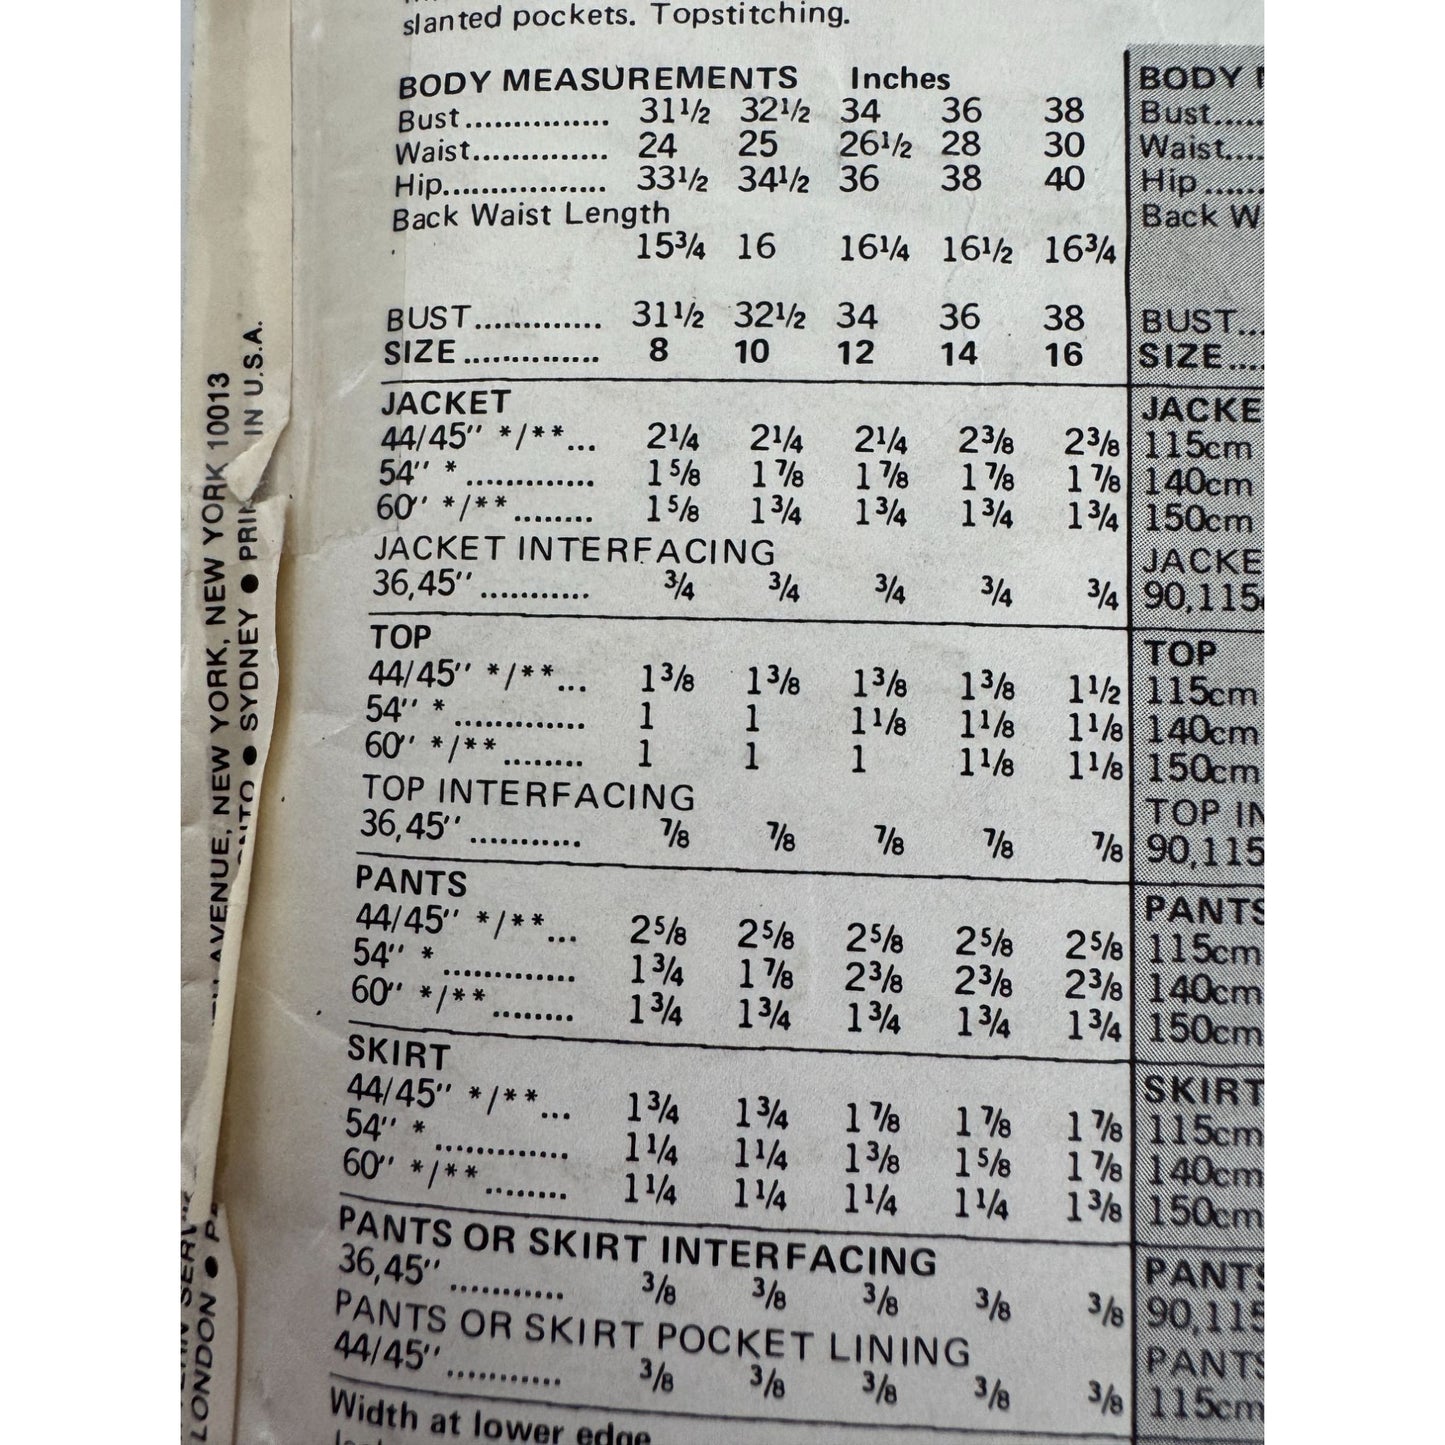 slanted pockets. Topstitching.
BODY MEASUREMENTS Inches
Bust............... 31½ 32½ 34 36 38
Waist.............. 24 25 26½ 28 30
Hip................. 33½ 34½ 36 38 40
Back Waist Length
15¾ 16 16¼ 16½ 16¾
BUST............. 31½ 32½ 34 36 38
SIZE.............. 8 10 12 14 16
JACKET
44/45" */**... 2¼ 2¼ 2¼ 2⅜ 2⅜
54" *............. 1⅝ 1⅞ 1⅞ 1⅞ 1⅞
60" */**........ 1⅝ 1¾ 1¾ 1¾ 1¾
JACKET INTERFACING
36,45"........... ¾ ¾ ¾ ¾ ¾
TOP
44/45" */**... 1⅜ 1⅜ 1⅜ 1⅜ 1½
54" *............. 1 1 1⅛ 1⅛ 1⅛
60" */**........ 1 1 1 1⅛ 1⅛
TOP INTERFACING
36,45"........... ⅞ ⅞ ⅞ ⅞ ⅞
PANTS
44/45" */**... 2⅝ 2⅝ 2⅝ 2⅝ 2⅝
54" *............. 1¾ 1⅞ 2⅜ 2⅜ 2⅜
60" */**........ 1¾ 1¾ 1¾ 1¾ 1¾
SKIRT
44/45" */**... 1¾ 1¾ 1⅞ 1⅞ 1⅞
54" *............. 1¼ 1¼ 1⅜ 1⅝ 1⅞
60" */**........ 1¼ 1¼ 1¼ 1¼ 1⅜
PANTS OR SKIRT INTERFACING
36,45"........... ⅜ ⅜ ⅜ ⅜ ⅜
PANTS OR SKIRT POCKET LINING
44/45"........... ⅜ ⅜ ⅜ ⅜ ⅜
Width at lower edge
BODY
Bust.....
Waist....
Hip......
Back W
BUST...
SIZE....
JACKE
115cm
140cm
150cm
JACKE
90,115
TOP
115cm
140cm
150cm
TOP IN
90,115
PANTS
115cm
140cm
150cm
SKIRT
115cm
140cm
150cm
PANTS
90,115
PANTS
115cm
AVENUE, NEW YORK, NEW YORK 10013
LONDON ● ONTO ● SYDNEY ● PRIN IN U.S.A.